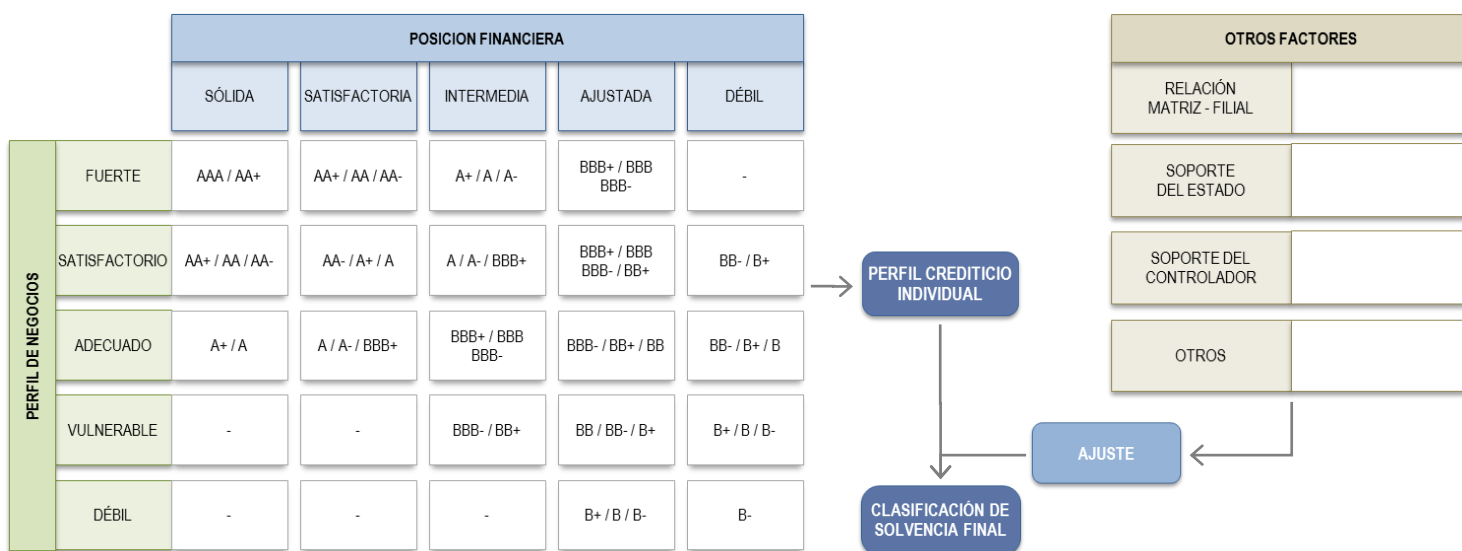 POSICION FINANCIERA
OTROS FACTORES
SÓLIDA
SATISFACTORIA
INTERMEDIA
AJUSTADA
DÉBIL
RELACIÓN
MATRIZ - FILIAL
PERFIL DE NEGOCIOS
FUERTE
AAA / AA+
AA+ / AA / AA-
A+ / A / A-
BBB+ / BBB
BBB-
-
SOPORTE
DEL ESTADO
SATISFACTORIO
AA+ / AA / AA-
AA- / A+ / A
A / A- / BBB+
BBB+ / BBB
BBB- / BB+
BB- / B+
PERFIL CREDITICIO
INDIVIDUAL
SOPORTE DEL
CONTROLADOR
ADECUADO
A+ / A
A / A- / BBB+
BBB+ / BBB
BBB-
BBB- / BB+ / BB
BB- / B+ / B
OTROS
VULNERABLE
-
-
BBB- / BB+
BB / BB- / B+
B+ / B / B-
AJUSTE
DÉBIL
-
-
-
B+ / B / B-
B-
CLASIFICACIÓN DE
SOLVENCIA FINAL